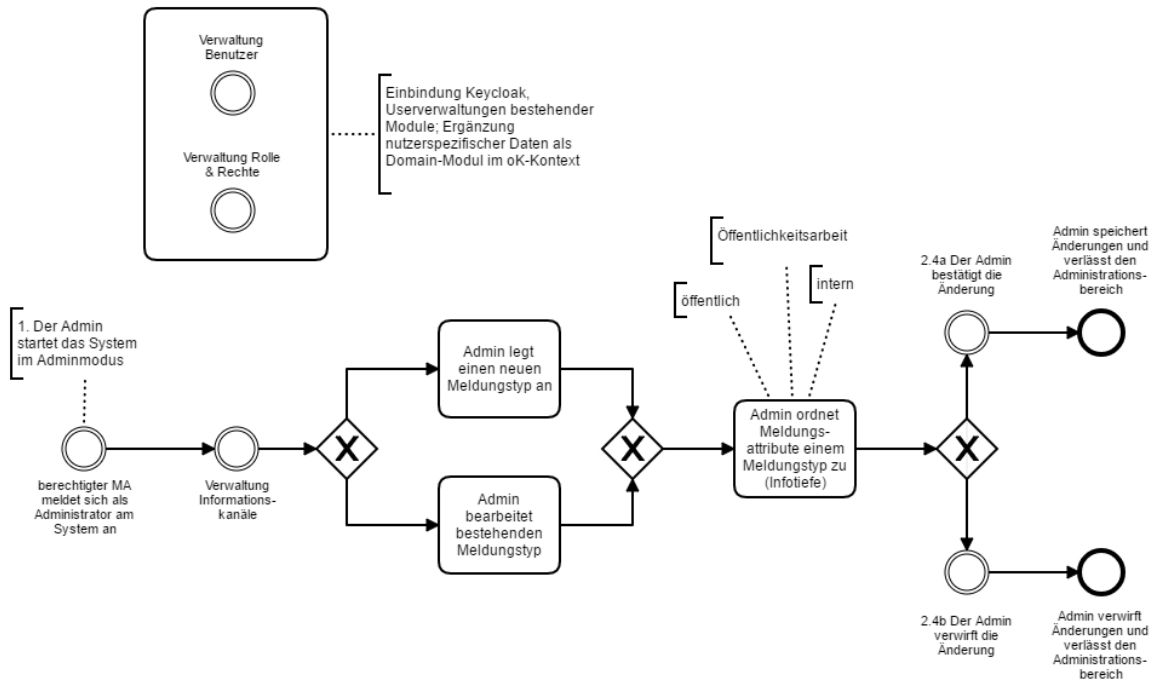 Verwaltung
Benutzer
Verwaltung Rolle
& Rechte
Einbindung Keycloak,
Userverwaltungen bestehender
Module; Ergänzung
nutzerspezifischer Daten als
Domain-Modul im oK-Kontext
1. Der Admin
startet das System
im Adminmodus
berechtigter MA
meldet sich als
Administrator am
System an
Verwaltung
Informations-
kanäle
X
Admin legt
einen neuen
Meldungstyp an
Admin
bearbeitet
bestehenden
Meldungstyp
X
Öffentlichkeitsarbeit
öffentlich
intern
Admin ordnet
Meldungs-
attribute einem
Meldungstyp zu
(Infotiefe)
X
2.4a Der Admin
bestätigt die
Änderung
Admin speichert
Änderungen und
verlässt den
Administrations-
bereich
2.4b Der Admin
verwirft die
Änderung
Admin verwirft
Änderungen und
verlässt den
Administrations-
bereich